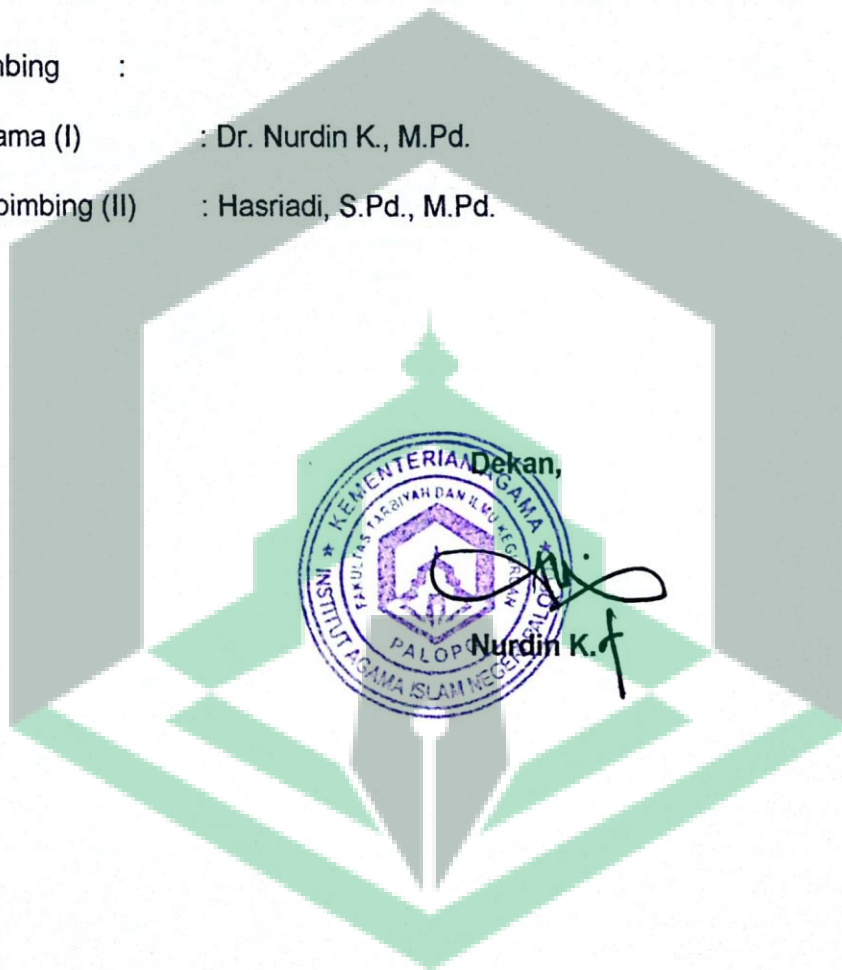 nbing :
ama (I) : Dr. Nurdin K., M.Pd.
bimbing (II) : Hasriadi, S.Pd., M.Pd.
Dekan,
KEMENTERIAN AGAMA
FAKULTAS TARBIYAH DAN ILMU KEGURUAN
INSTITUT AGAMA ISLAM NEGERI PALOPO
PALOPO
Nurdin K.